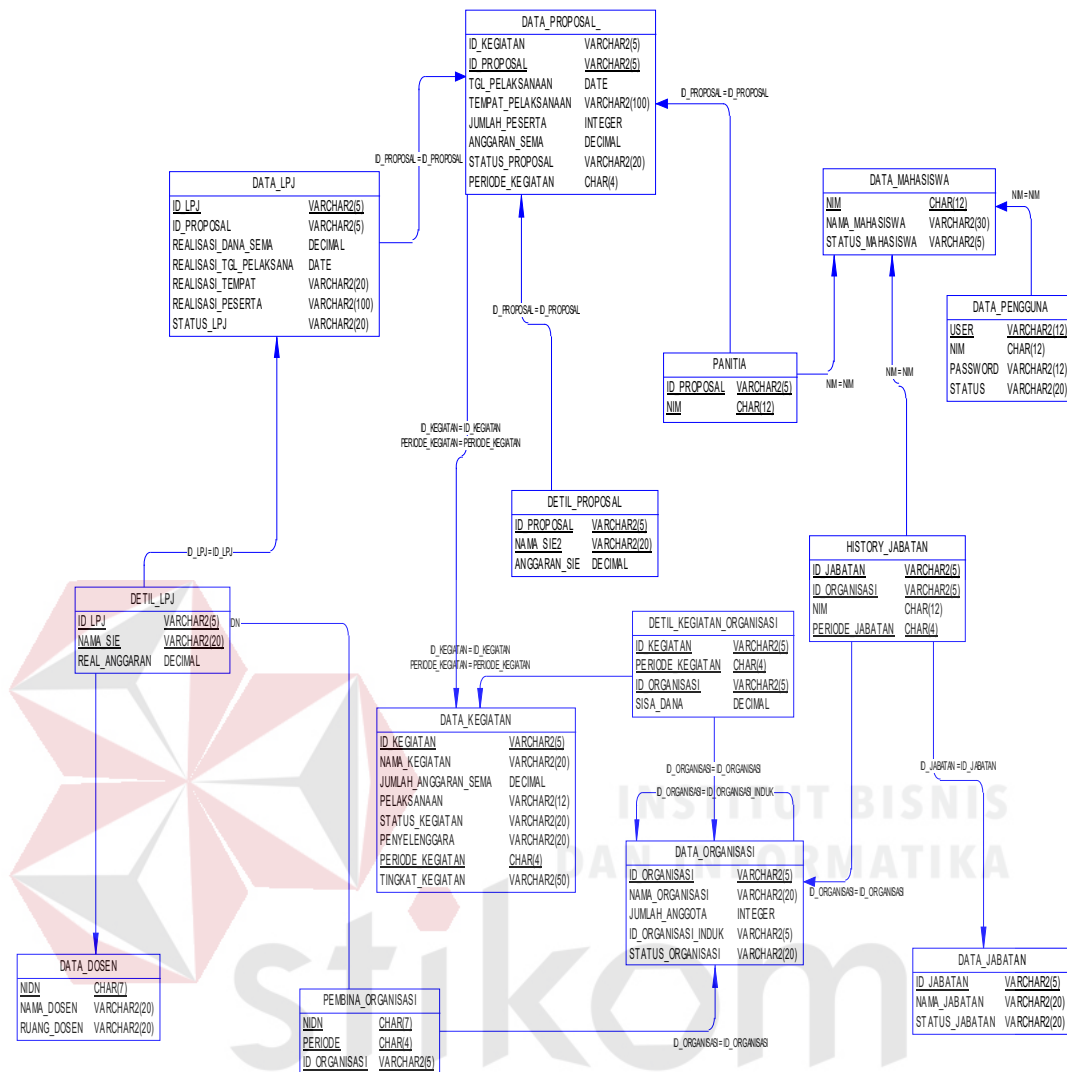 DATA_PROPOSAL_
ID_KEGIATAN VARCHAR2(5)
ID_PROPOSAL VARCHAR2(5)
TGL_PELAKSANAAN DATE
TEMPAT_PELAKSANAAN VARCHAR2(100)
JUMLAH_PESERTA INTEGER
ANGGARAN_SEMA DECIMAL
STATUS_PROPOSAL VARCHAR2(20)
PERIODE_KEGIATAN CHAR(4)
ID_PROPOSAL = ID_PROPOSAL
ID_PROPOSAL = ID_PROPOSAL
DATA_LPJ
ID_LPJ VARCHAR2(5)
ID_PROPOSAL VARCHAR2(5)
REALISASI_DANA_SEMA DECIMAL
REALISASI_TGL_PELAKSANA DATE
REALISASI_TEMPAT VARCHAR2(20)
REALISASI_PESERTA VARCHAR2(100)
STATUS_LPJ VARCHAR2(20)
DATA_MAHASISWA
NIM CHAR(12)
NAMA_MAHASISWA VARCHAR2(30)
STATUS_MAHASISWA VARCHAR2(5)
NIM = NIM
DATA_PENGGUNA
USER VARCHAR2(12)
NIM CHAR(12)
PASSWORD VARCHAR2(12)
STATUS VARCHAR2(20)
ID_PROPOSAL = ID_PROPOSAL
PANITIA
ID_PROPOSAL VARCHAR2(5)
NIM CHAR(12)
NIM = NIM
NIM = NIM
ID_KEGIATAN = ID_KEGIATAN
PERIODE_KEGIATAN = PERIODE_KEGIATAN
DETIL_PROPOSAL
ID_PROPOSAL VARCHAR2(5)
NAMA_SIE2 VARCHAR2(20)
ANGGARAN_SIE DECIMAL
HISTORY_JABATAN
ID_JABATAN VARCHAR2(5)
ID_ORGANISASI VARCHAR2(5)
NIM CHAR(12)
PERIODE_JABATAN CHAR(4)
ID_LPJ = ID_LPJ
DETIL_LPJ
ID_LPJ VARCHAR2(5)
NAMA_SIE VARCHAR2(20)
REAL_ANGGARAN DECIMAL
DN
DETIL_KEGIATAN_ORGANISASI
ID_KEGIATAN VARCHAR2(5)
PERIODE_KEGIATAN CHAR(4)
ID_ORGANISASI VARCHAR2(5)
SISA_DANA DECIMAL
ID_KEGIATAN = ID_KEGIATAN
PERIODE_KEGIATAN = PERIODE_KEGIATAN
DATA_KEGIATAN
ID_KEGIATAN VARCHAR2(5)
NAMA_KEGIATAN VARCHAR2(20)
JUMLAH_ANGGARAN_SEMA DECIMAL
PELAKSANAAN VARCHAR2(12)
STATUS_KEGIATAN VARCHAR2(20)
PENYELENGGARA VARCHAR2(20)
PERIODE_KEGIATAN CHAR(4)
TINGKAT_KEGIATAN VARCHAR2(50)
ID_ORGANISASI = ID_ORGANISASI
ID_ORGANISASI = ID_ORGANISASI_INDUK
ID_JABATAN = ID_JABATAN
INSTITUT BISNIS
DAN INFORMATIKA
DATA_ORGANISASI
ID_ORGANISASI VARCHAR2(5)
NAMA_ORGANISASI VARCHAR2(20)
JUMLAH_ANGGOTA INTEGER
ID_ORGANISASI_INDUK VARCHAR2(5)
STATUS_ORGANISASI VARCHAR2(20)
ID_ORGANISASI = ID_ORGANISASI
stikom
DATA_DOSEN
NIDN CHAR(7)
NAMA_DOSEN VARCHAR2(20)
RUANG_DOSEN VARCHAR2(20)
PEMBINA_ORGANISASI
NIDN CHAR(7)
PERIODE CHAR(4)
ID_ORGANISASI VARCHAR2(5)
ID_ORGANISASI = ID_ORGANISASI
DATA_JABATAN
ID_JABATAN VARCHAR2(5)
NAMA_JABATAN VARCHAR2(20)
STATUS_JABATAN VARCHAR2(20)